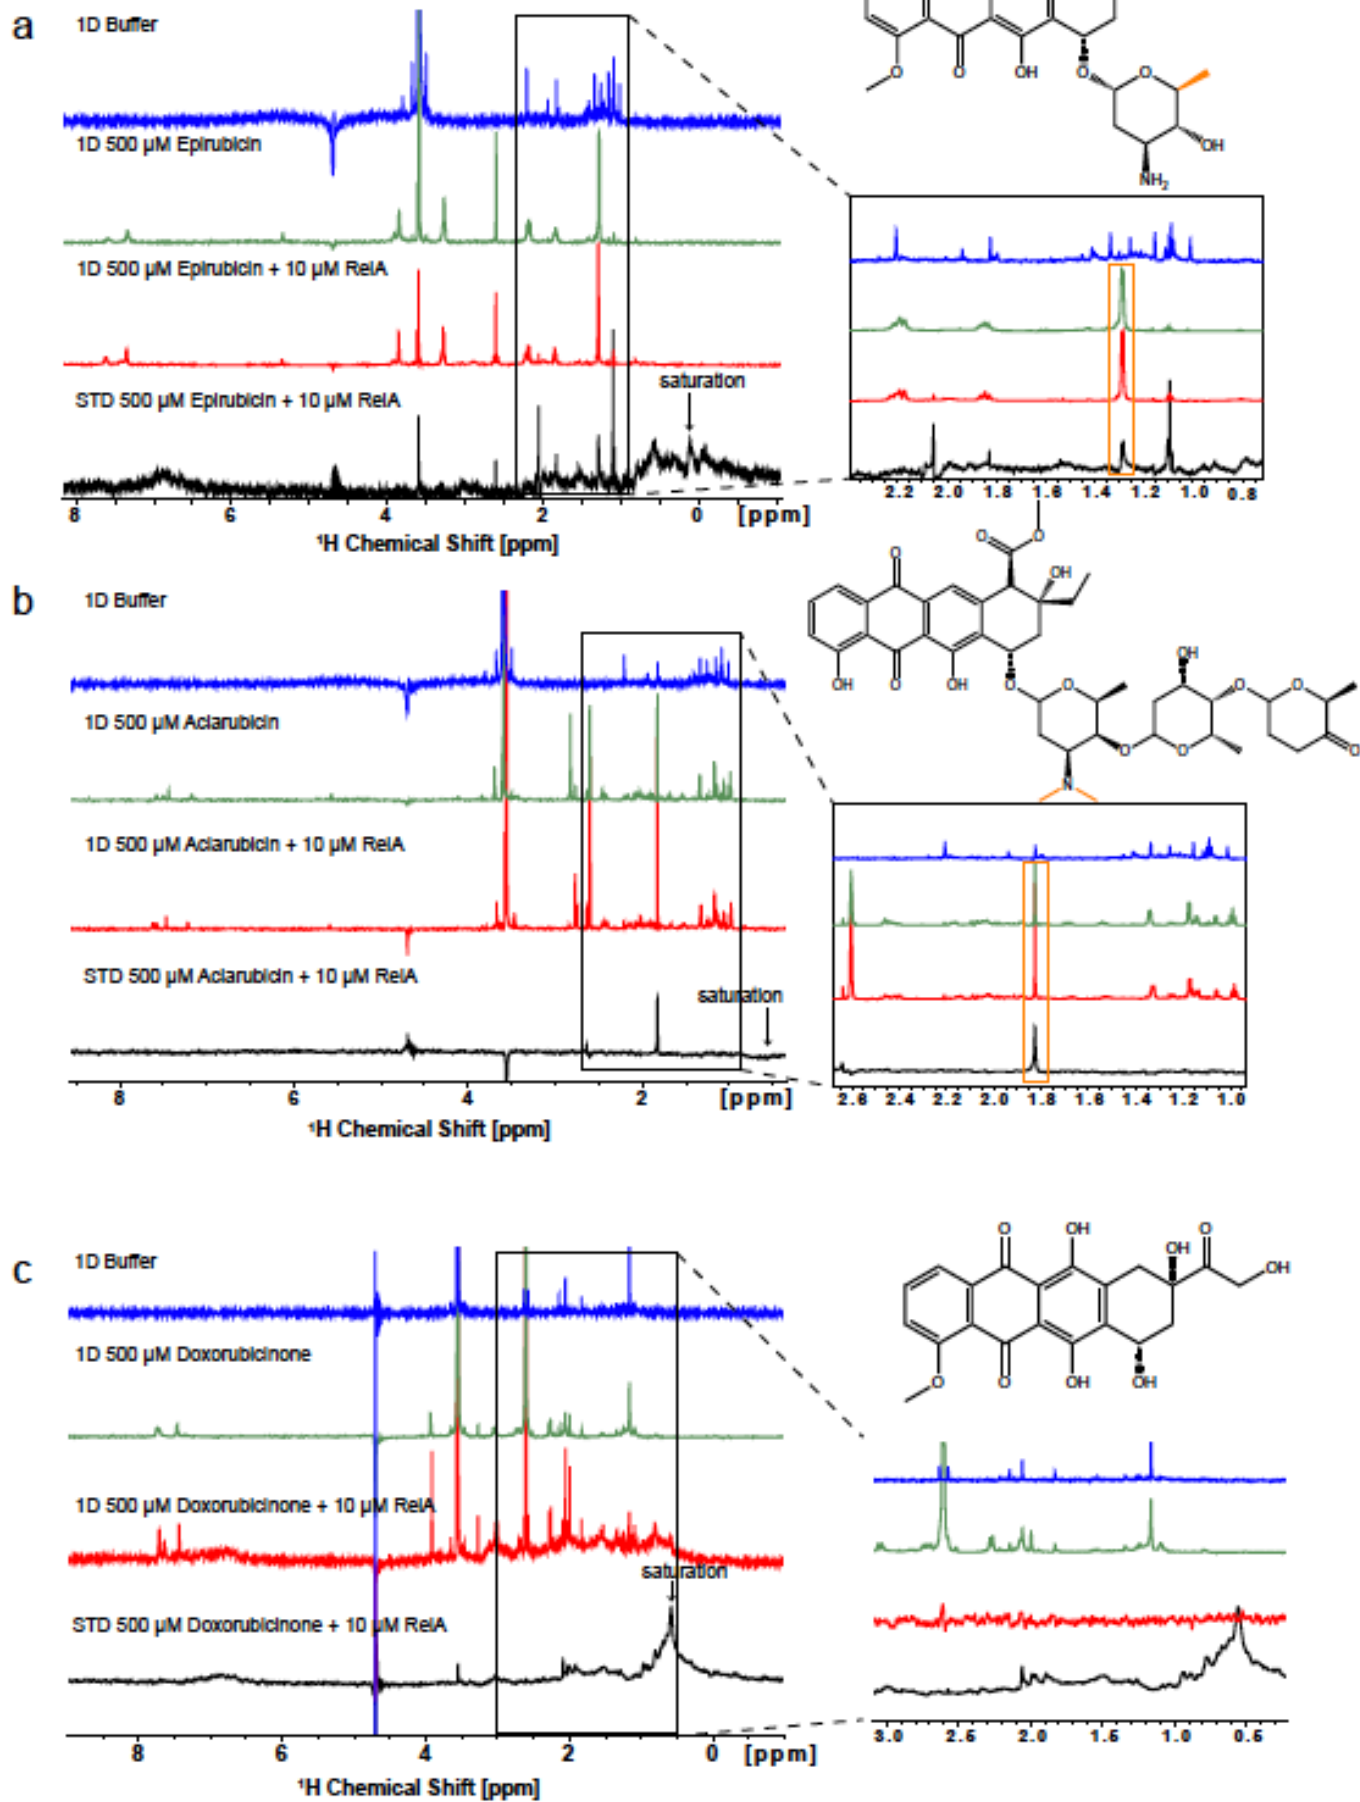 a
1D Buffer
1D 500 µM Epirubicin
1D 500 µM Epirubicin + 10 µM RelA
STD 500 µM Epirubicin + 10 µM RelA
saturation
8 6 4 2 0 [ppm]
¹H Chemical Shift [ppm]
O O OH O O OH NH₂
2.2 2.0 1.8 1.6 1.4 1.2 1.0 0.8
b
1D Buffer
1D 500 µM Aclarubicin
1D 500 µM Aclarubicin + 10 µM RelA
STD 500 µM Aclarubicin + 10 µM RelA
saturation
8 6 4 2 [ppm]
¹H Chemical Shift [ppm]
O O
O OH
OH O OH O O OH O O
O O O
N
2.6 2.4 2.2 2.0 1.8 1.6 1.4 1.2 1.0
c
1D Buffer
1D 500 µM Doxorubicinone
1D 500 µM Doxorubicinone + 10 µM RelA
STD 500 µM Doxorubicinone + 10 µM RelA
saturation
8 6 4 2 0 [ppm]
¹H Chemical Shift [ppm]
O OH OH O OH
O O OH OH
3.0 2.6 2.0 1.6 1.0 0.6